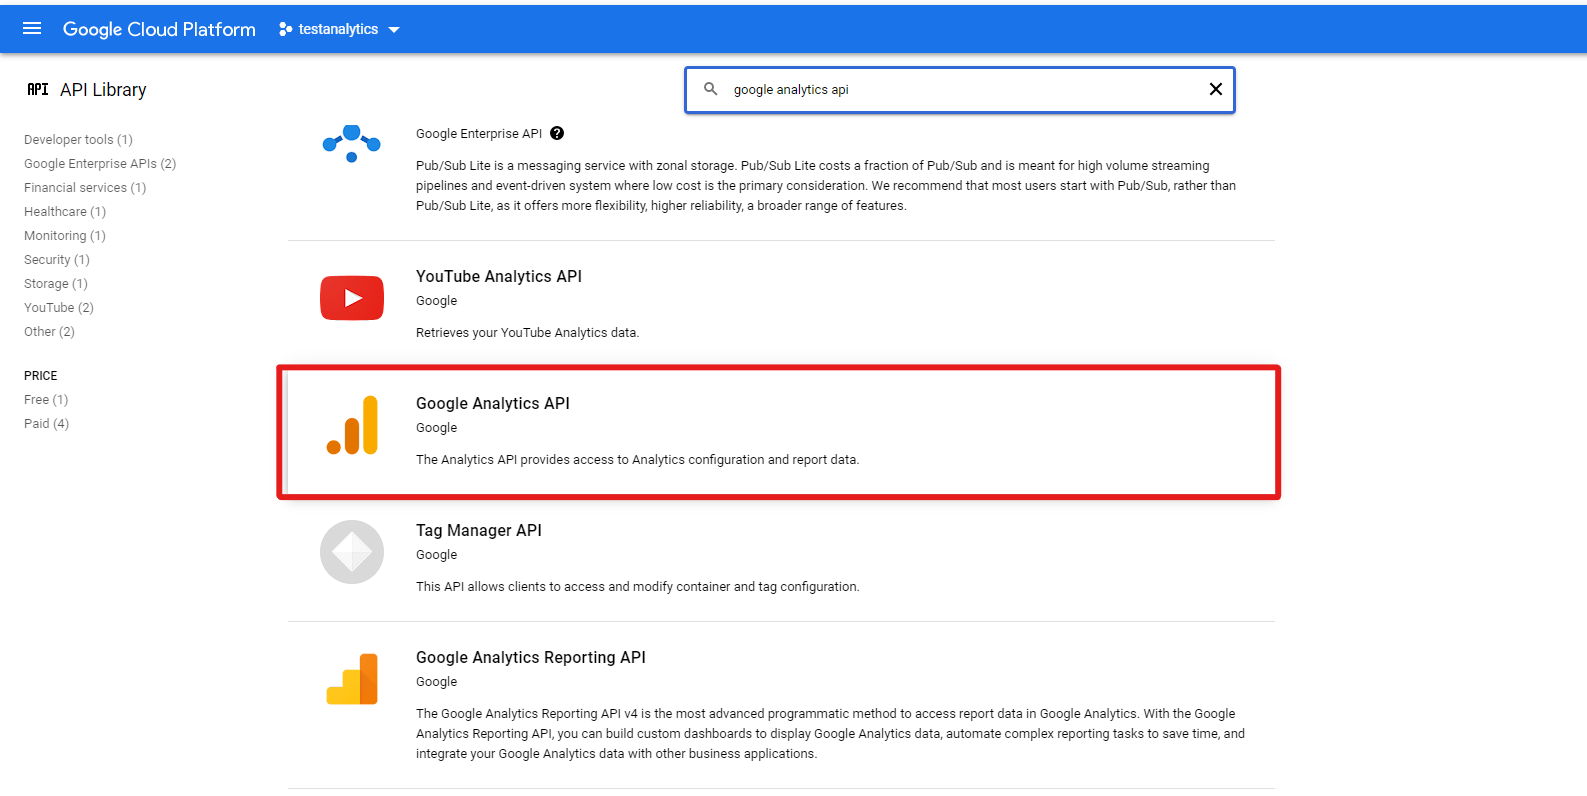 Google Cloud Platform testanalytics
API API Library
google analytics api
Developer tools (1)
Google Enterprise APIs (2)
Financial services (1)
Healthcare (1)
Monitoring (1)
Security (1)
Storage (1)
YouTube (2)
Other (2)
PRICE
Free (1)
Paid (4)
Google Enterprise API ?
Pub/Sub Lite is a messaging service with zonal storage. Pub/Sub Lite costs a fraction of Pub/Sub and is meant for high volume streaming
pipelines and event-driven system where low cost is the primary consideration. We recommend that most users start with Pub/Sub, rather than
Pub/Sub Lite, as it offers more flexibility, higher reliability, a broader range of features.
YouTube Analytics API
Google
Retrieves your YouTube Analytics data.
Google Analytics API
Google
The Analytics API provides access to Analytics configuration and report data.
Tag Manager API
Google
This API allows clients to access and modify container and tag configuration.
Google Analytics Reporting API
Google
The Google Analytics Reporting API v4 is the most advanced programmatic method to access report data in Google Analytics. With the Google
Analytics Reporting API, you can build custom dashboards to display Google Analytics data, automate complex reporting tasks to save time, and
integrate your Google Analytics data with other business applications.